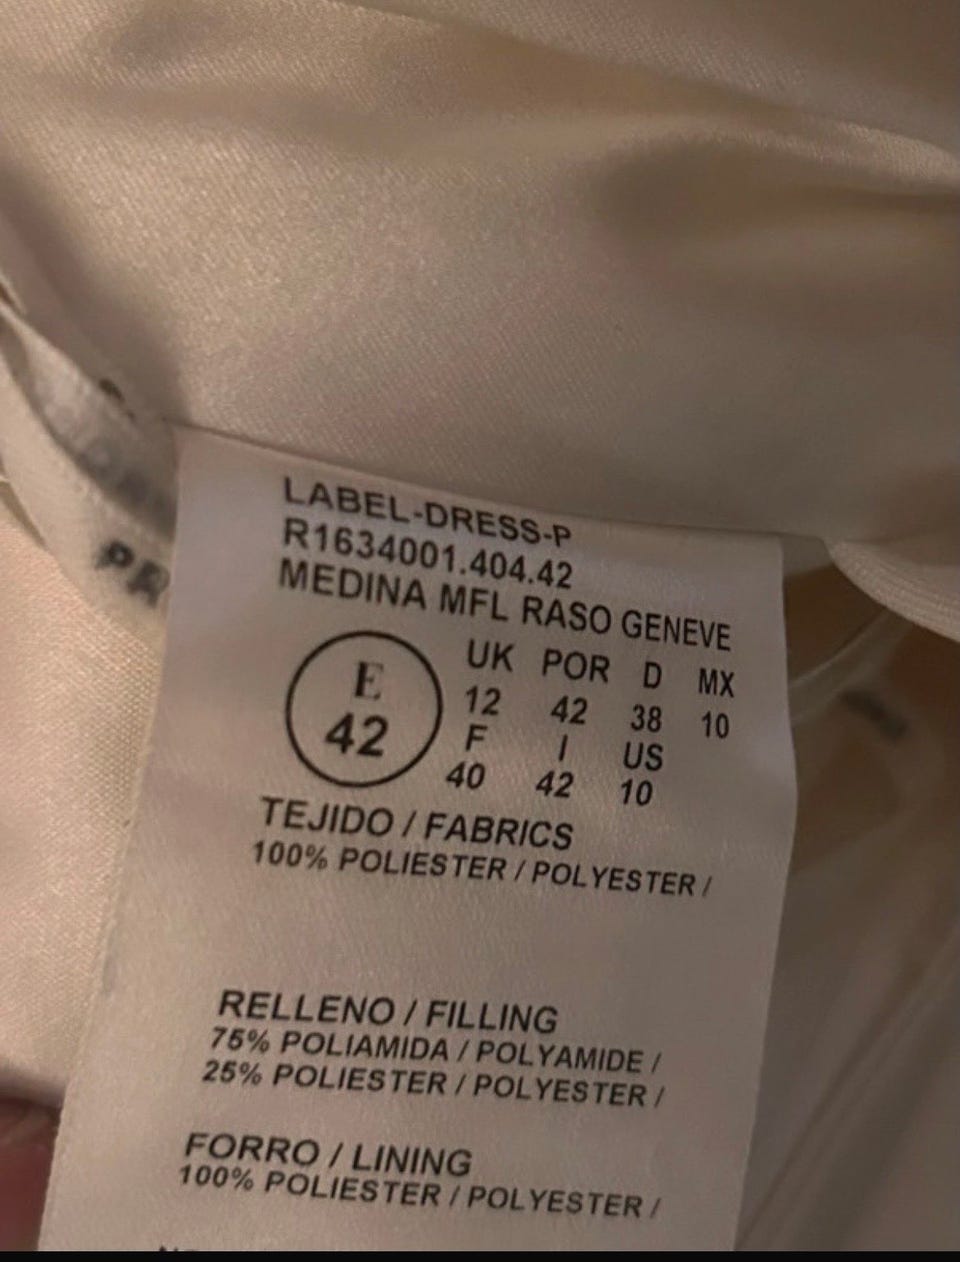 LABEL-DRESS-P
R1634001.404.42
MEDINA MFL RASO GENEVE
E 42
UK POR D MX
12 42 38 10
F I US
40 42 10
TEJIDO / FABRICS
100% POLIESTER / POLYESTER /
RELLENO / FILLING
75% POLIAMIDA / POLYAMIDE /
25% POLIESTER / POLYESTER /
FORRO / LINING
100% POLIESTER / POLYESTER /